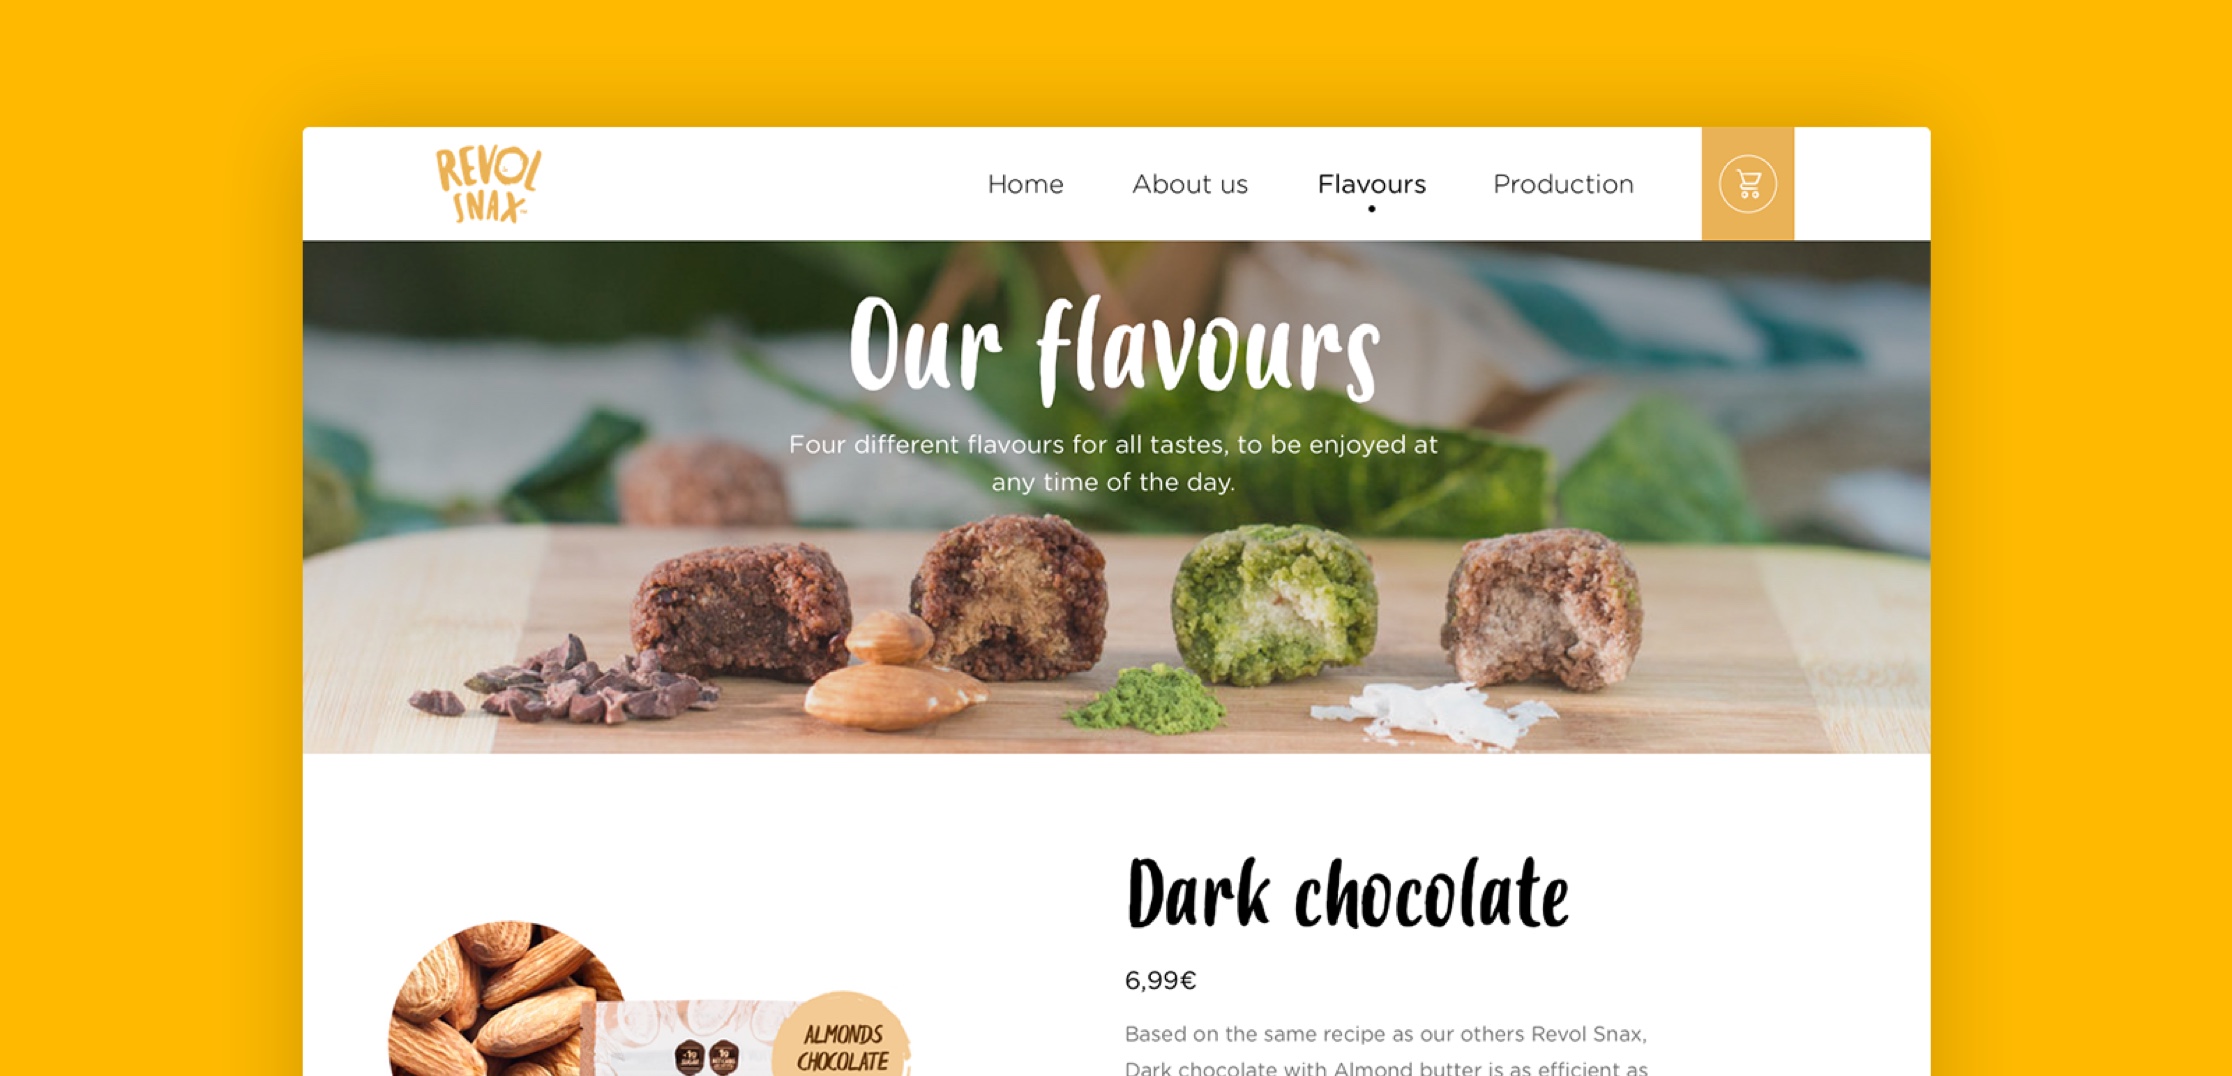 REVOL
SNAX
Home
About us
Flavours
Production
Our flavours
Four different flavours for all tastes, to be enjoyed at
any time of the day.
Dark chocolate
6,99€
Based on the same recipe as our others Revol Snax,
Dark chocolate with Almond butter is as efficient as
ALMONDS
CHOCOLATE